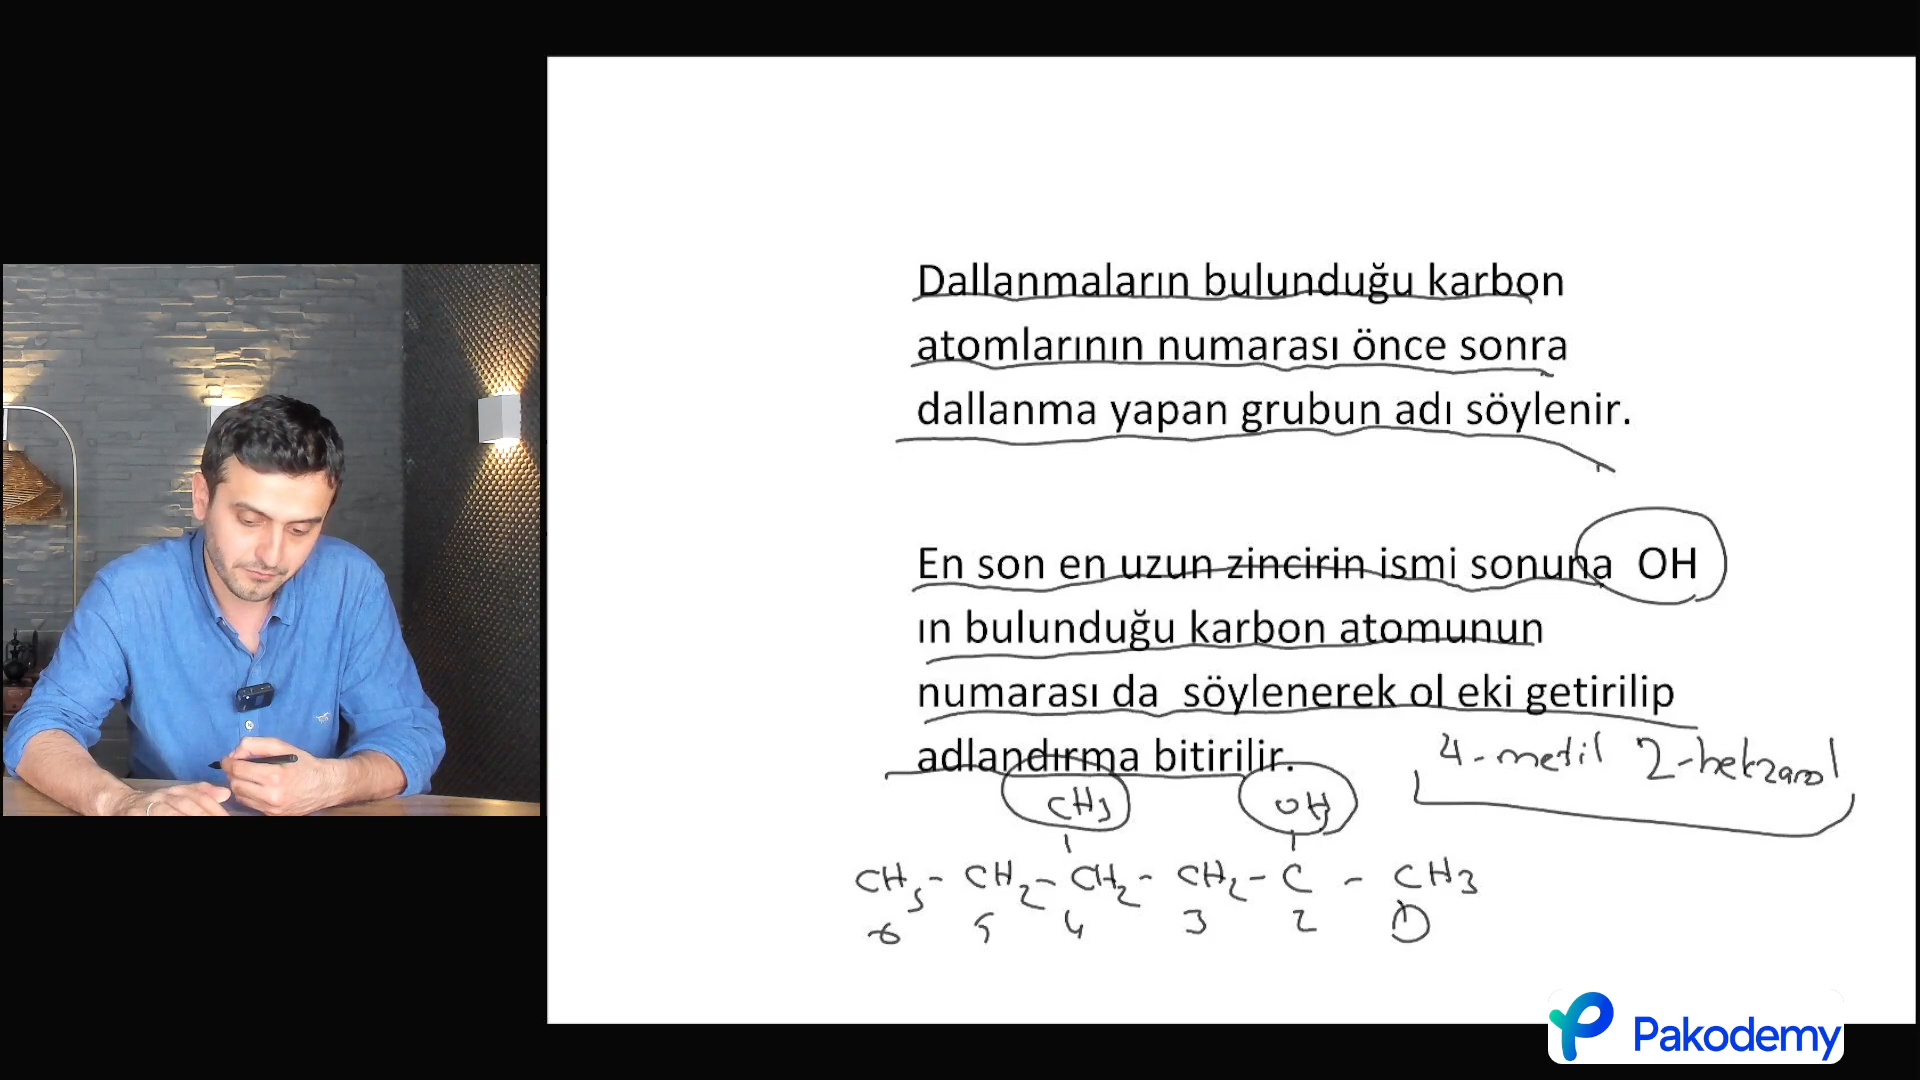 Dallanmaların bulunduğu karbon
atomlarının numarası önce sonra
dallanma yapan grubun adı söylenir.
En son en uzun zincirin ismi sonuna OH
ın bulunduğu karbon atomunun
numarası da söylenerek ol eki getirilip
adlandırma bitirilir.
4-metil 2-hekzanol
CH3 OH
CH3 - CH2 - CH2 - CH2 - C - CH3
6 5 4 3 2 1
Pakodemy